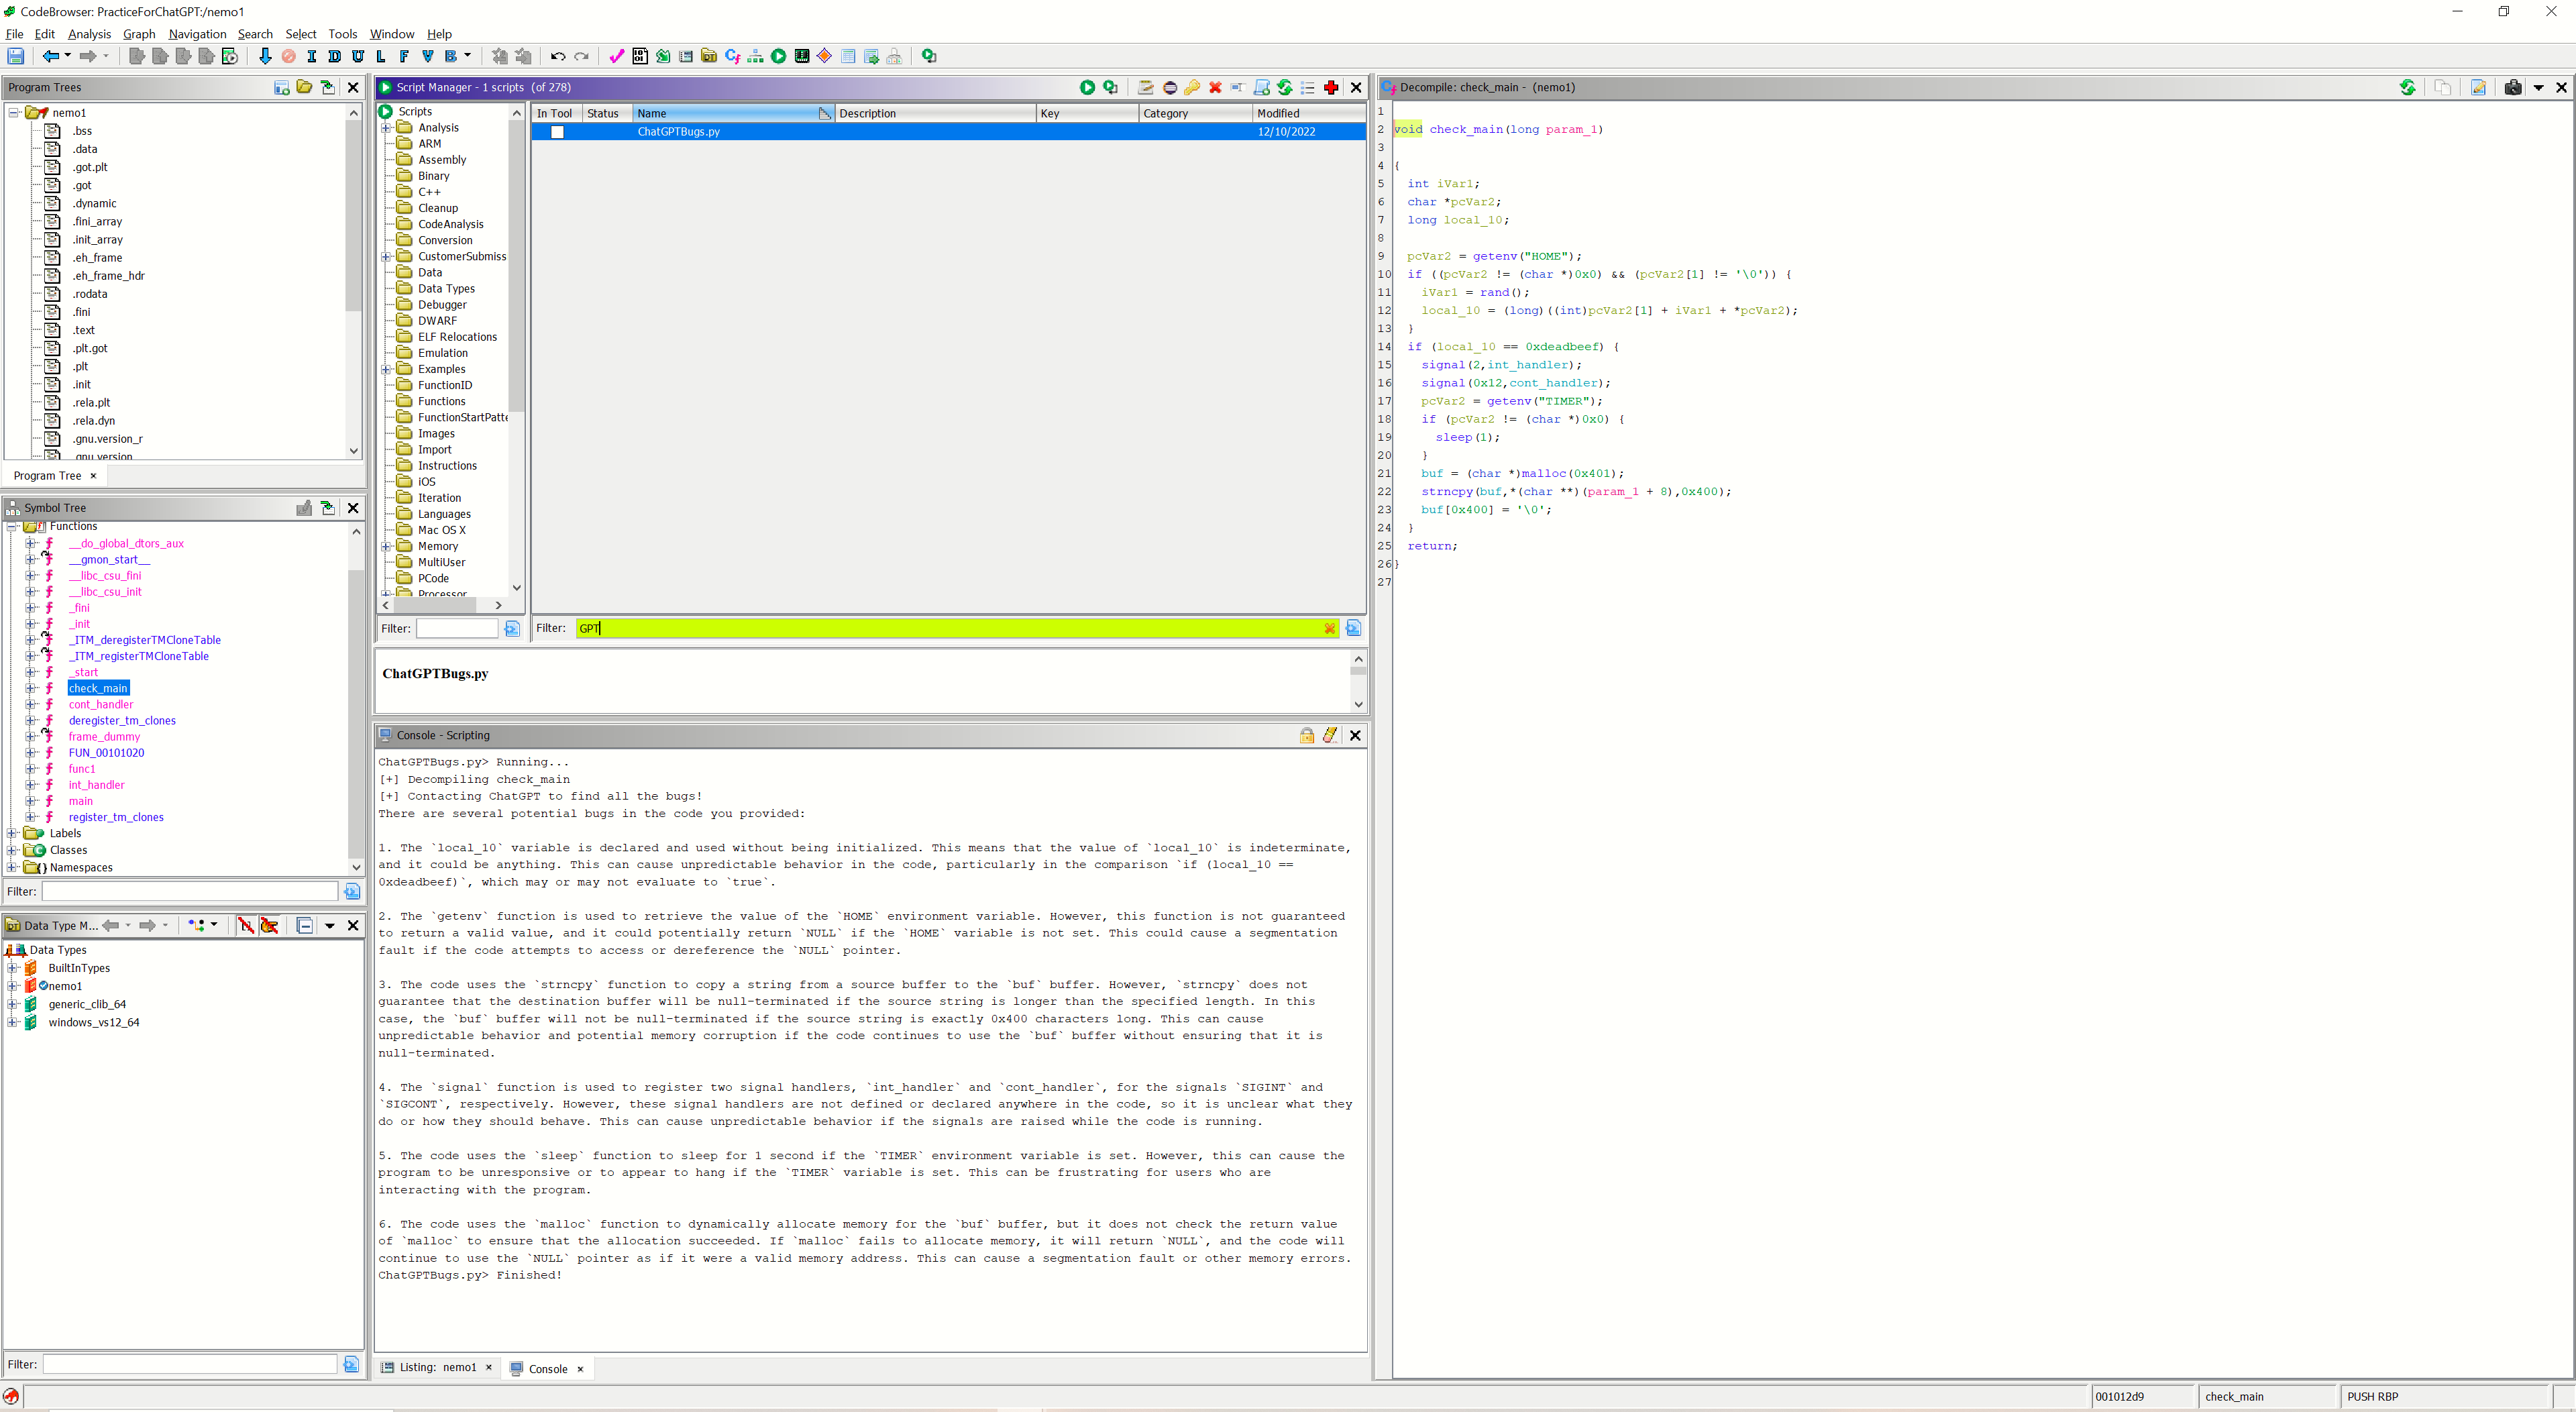 CodeBrowser: PracticeForChatGPT:/nemo1
File Edit Analysis Graph Navigation Search Select Tools Window Help
I D U L F V B
Program Trees
nemo1
.bss
.data
.got.plt
.got
.dynamic
.fini_array
.init_array
.eh_frame
.eh_frame_hdr
.rodata
.fini
.text
.plt.got
.plt
.init
.rela.plt
.rela.dyn
.gnu.version_r
.gnu.version
Program Tree
Symbol Tree
Functions
__do_global_dtors_aux
__gmon_start__
__libc_csu_fini
__libc_csu_init
_fini
_init
_ITM_deregisterTMCloneTable
_ITM_registerTMCloneTable
_start
check_main
cont_handler
deregister_tm_clones
frame_dummy
FUN_00101020
func1
int_handler
main
register_tm_clones
Labels
Classes
Namespaces
Filter:
Data Type M...
Data Types
BuiltInTypes
nemo1
generic_clib_64
windows_vs12_64
Filter:
Script Manager - 1 scripts (of 278)
Scripts
Analysis
ARM
Assembly
Binary
C++
Cleanup
CodeAnalysis
Conversion
CustomerSubmiss
Data
Data Types
Debugger
DWARF
ELF Relocations
Emulation
Examples
FunctionID
Functions
FunctionStartPatte
Images
Import
Instructions
iOS
Iteration
Languages
Mac OS X
Memory
MultiUser
PCode
Processor
Filter:
In Tool Status Name Description Key Category Modified
ChatGPTBugs.py 12/10/2022
Filter: GPT
ChatGPTBugs.py
Console - Scripting
ChatGPTBugs.py> Running...
[+] Decompiling check_main
[+] Contacting ChatGPT to find all the bugs!
There are several potential bugs in the code you provided:
1. The `local_10` variable is declared and used without being initialized. This means that the value of `local_10` is indeterminate,
and it could be anything. This can cause unpredictable behavior in the code, particularly in the comparison `if (local_10 ==
0xdeadbeef)`, which may or may not evaluate to `true`.
2. The `getenv` function is used to retrieve the value of the `HOME` environment variable. However, this function is not guaranteed
to return a valid value, and it could potentially return `NULL` if the `HOME` variable is not set. This could cause a segmentation
fault if the code attempts to access or dereference the `NULL` pointer.
3. The code uses the `strncpy` function to copy a string from a source buffer to the `buf` buffer. However, `strncpy` does not
guarantee that the destination buffer will be null-terminated if the source string is longer than the specified length. In this
case, the `buf` buffer will not be null-terminated if the source string is exactly 0x400 characters long. This can cause
unpredictable behavior and potential memory corruption if the code continues to use the `buf` buffer without ensuring that it is
null-terminated.
4. The `signal` function is used to register two signal handlers, `int_handler` and `cont_handler`, for the signals `SIGINT` and
`SIGCONT`, respectively. However, these signal handlers are not defined or declared anywhere in the code, so it is unclear what they
do or how they should behave. This can cause unpredictable behavior if the signals are raised while the code is running.
5. The code uses the `sleep` function to sleep for 1 second if the `TIMER` environment variable is set. However, this can cause the
program to be unresponsive or to appear to hang if the `TIMER` variable is set. This can be frustrating for users who are
interacting with the program.
6. The code uses the `malloc` function to dynamically allocate memory for the `buf` buffer, but it does not check the return value
of `malloc` to ensure that the allocation succeeded. If `malloc` fails to allocate memory, it will return `NULL`, and the code will
continue to use the `NULL` pointer as if it were a valid memory address. This can cause a segmentation fault or other memory errors.
ChatGPTBugs.py> Finished!
Listing: nemo1
Console
Decompile: check_main - (nemo1)
1
2 void check_main(long param_1)
3
4 {
5 int iVar1;
6 char *pcVar2;
7 long local_10;
8
9 pcVar2 = getenv("HOME");
10 if ((pcVar2 != (char *)0x0) && (pcVar2[1] != '\0')) {
11 iVar1 = rand();
12 local_10 = (long)((int)pcVar2[1] + iVar1 + *pcVar2);
13 }
14 if (local_10 == 0xdeadbeef) {
15 signal(2,int_handler);
16 signal(0x12,cont_handler);
17 pcVar2 = getenv("TIMER");
18 if (pcVar2 != (char *)0x0) {
19 sleep(1);
20 }
21 buf = (char *)malloc(0x401);
22 strncpy(buf,*(char **)(param_1 + 8),0x400);
23 buf[0x400] = '\0';
24 }
25 return;
26 }
27
001012d9 check_main PUSH RBP